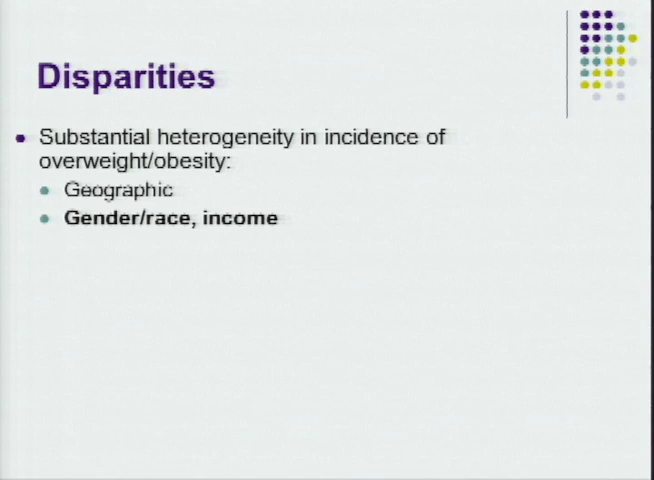 Disparities
Substantial heterogeneity in incidence of
overweight/obesity:
Geographic
Gender/race, income